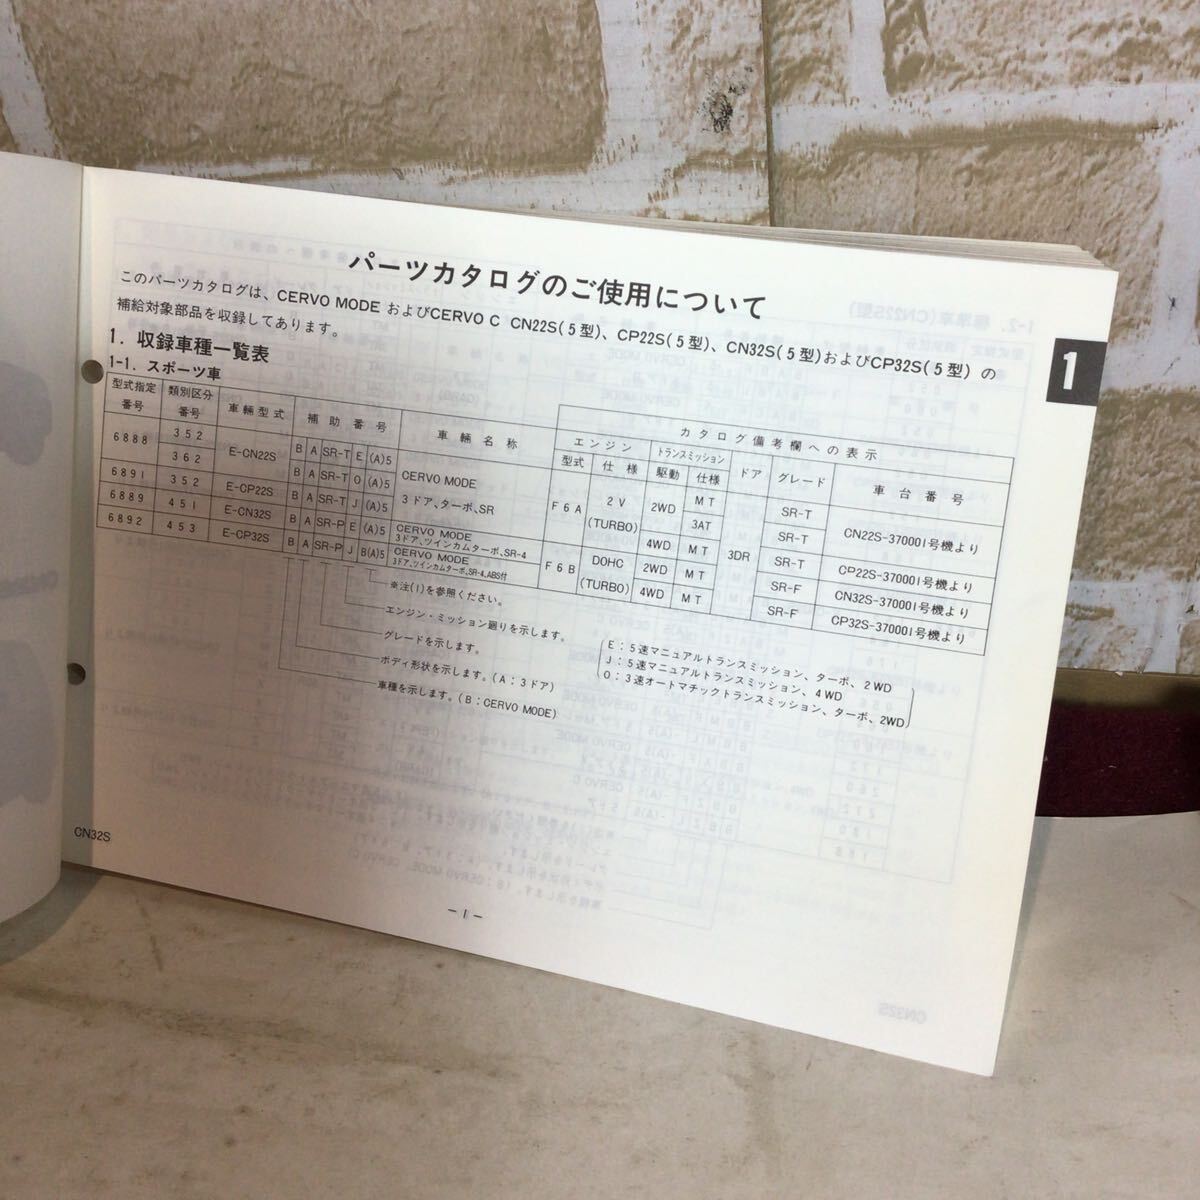 パーツカタログのご使用について
このパーツカタログは、CERVO MODE およびCERVO C CN22S(5型)、CP22S(5型)、CN32S(5型)およびCP32S(5型) の
補給対象部品を収録してあります。
1. 収録車種一覧表
1-1. スポーツ車
1
型式指定番号 類別区分番号 車輛型式 補助番号 車輛名称 カタログ備考欄への表示
エンジン トランスミッション ドア グレード 車台番号
型式 仕様 駆動 仕様
6888 352 E-CN22S B A SR-T E (A)5 CERVO MODE 3ドア、ターボ、SR F6A 2V (TURBO) 2WD MT 3DR SR-T CN22S-370001号機より
362 B A SR-T O (A)5 3AT SR-T
6891 352 E-CP22S B A SR-T J (A)5 4WD MT SR-T CP22S-370001号機より
6889 451 E-CN32S B A SR-P E (A)5 CERVO MODE 3ドア、ツインカムターボ、SR-4 F6B DOHC (TURBO) 2WD MT SR-F CN32S-370001号機より
6892 453 E-CP32S B A SR-P J B(A)5 CERVO MODE 3ドア、ツインカムターボ、SR-4、ABS付 4WD MT SR-F CP32S-370001号機より
※注(1)を参照ください。
エンジン・ミッション廻りを示します。
E:5速マニュアルトランスミッション、ターボ、2WD
J:5速マニュアルトランスミッション、4WD
O:3速オートマチックトランスミッション、ターボ、2WD
グレードを示します。
ボディ形状を示します。(A:3ドア)
車種を示します。(B:CERVO MODE)
CN32S
-1-